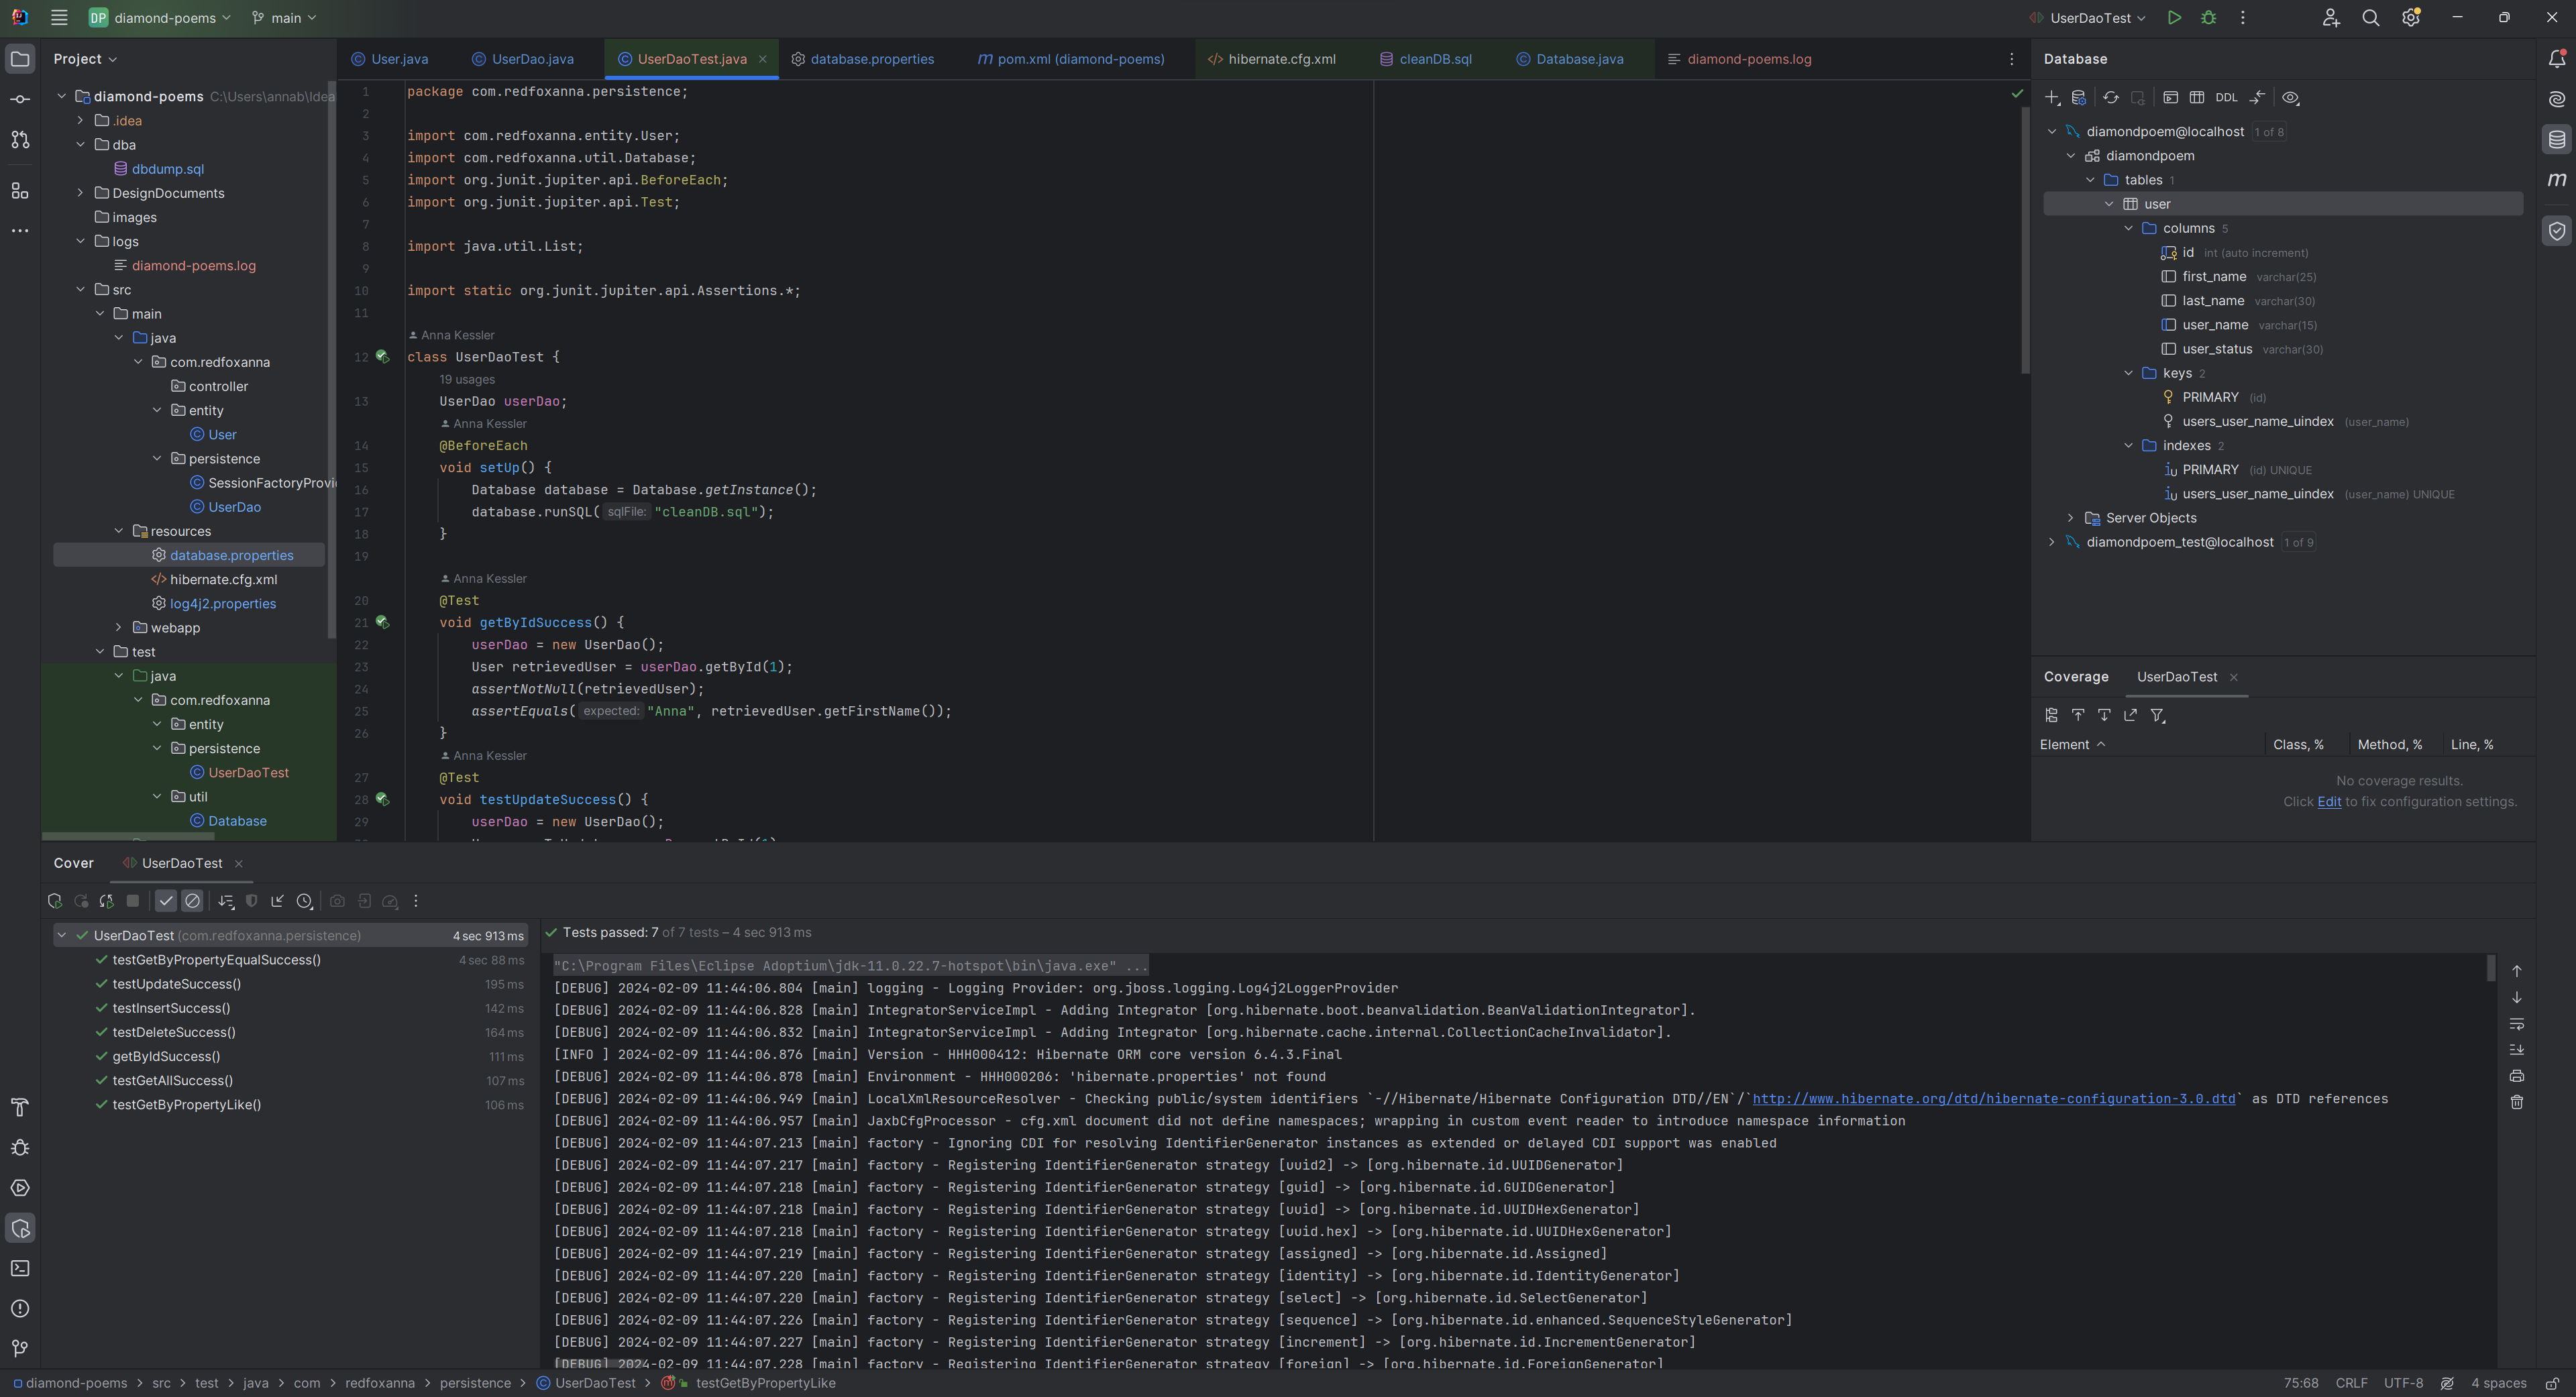 DP diamond-poems main UserDaoTest
Project
diamond-poems C:\Users\annab\Idea
.idea
dba
dbdump.sql
DesignDocuments
images
logs
diamond-poems.log
src
main
java
com.redfoxanna
controller
entity
User
persistence
SessionFactoryProvi
UserDao
resources
database.properties
hibernate.cfg.xml
log4j2.properties
webapp
test
java
com.redfoxanna
entity
persistence
UserDaoTest
util
Database
User.java UserDao.java UserDaoTest.java database.properties pom.xml (diamond-poems) hibernate.cfg.xml cleanDB.sql Database.java diamond-poems.log
1 package com.redfoxanna.persistence;
2
3 import com.redfoxanna.entity.User;
4 import com.redfoxanna.util.Database;
5 import org.junit.jupiter.api.BeforeEach;
6 import org.junit.jupiter.api.Test;
7
8 import java.util.List;
9
10 import static org.junit.jupiter.api.Assertions.*;
11
Anna Kessler
12 class UserDaoTest {
19 usages
13 UserDao userDao;
Anna Kessler
14 @BeforeEach
15 void setUp() {
16 Database database = Database.getInstance();
17 database.runSQL( sqlFile: "cleanDB.sql");
18 }
19
Anna Kessler
20 @Test
21 void getByIdSuccess() {
22 userDao = new UserDao();
23 User retrievedUser = userDao.getById(1);
24 assertNotNull(retrievedUser);
25 assertEquals( expected: "Anna", retrievedUser.getFirstName());
26 }
Anna Kessler
27 @Test
28 void testUpdateSuccess() {
29 userDao = new UserDao();
Database
DDL
diamondpoem@localhost 1 of 8
diamondpoem
tables 1
user
columns 5
id int (auto increment)
first_name varchar(25)
last_name varchar(30)
user_name varchar(15)
user_status varchar(30)
keys 2
PRIMARY (id)
users_user_name_uindex (user_name)
indexes 2
PRIMARY (id) UNIQUE
users_user_name_uindex (user_name) UNIQUE
Server Objects
diamondpoem_test@localhost 1 of 9
Coverage UserDaoTest
Element Class, % Method, % Line, %
No coverage results.
Click Edit to fix configuration settings.
Cover UserDaoTest
UserDaoTest (com.redfoxanna.persistence) 4 sec 913 ms
testGetByPropertyEqualSuccess() 4 sec 88 ms
testUpdateSuccess() 195 ms
testInsertSuccess() 142 ms
testDeleteSuccess() 164 ms
getByIdSuccess() 111 ms
testGetAllSuccess() 107 ms
testGetByPropertyLike() 106 ms
Tests passed: 7 of 7 tests – 4 sec 913 ms
"C:\Program Files\Eclipse Adoptium\jdk-11.0.22.7-hotspot\bin\java.exe" ...
[DEBUG] 2024-02-09 11:44:06.804 [main] logging - Logging Provider: org.jboss.logging.Log4j2LoggerProvider
[DEBUG] 2024-02-09 11:44:06.828 [main] IntegratorServiceImpl - Adding Integrator [org.hibernate.boot.beanvalidation.BeanValidationIntegrator].
[DEBUG] 2024-02-09 11:44:06.832 [main] IntegratorServiceImpl - Adding Integrator [org.hibernate.cache.internal.CollectionCacheInvalidator].
[INFO ] 2024-02-09 11:44:06.876 [main] Version - HHH000412: Hibernate ORM core version 6.4.3.Final
[DEBUG] 2024-02-09 11:44:06.878 [main] Environment - HHH000206: 'hibernate.properties' not found
[DEBUG] 2024-02-09 11:44:06.949 [main] LocalXmlResourceResolver - Checking public/system identifiers `-//Hibernate/Hibernate Configuration DTD//EN`/`http://www.hibernate.org/dtd/hibernate-configuration-3.0.dtd` as DTD references
[DEBUG] 2024-02-09 11:44:06.957 [main] JaxbCfgProcessor - cfg.xml document did not define namespaces; wrapping in custom event reader to introduce namespace information
[DEBUG] 2024-02-09 11:44:07.213 [main] factory - Ignoring CDI for resolving IdentifierGenerator instances as extended or delayed CDI support was enabled
[DEBUG] 2024-02-09 11:44:07.217 [main] factory - Registering IdentifierGenerator strategy [uuid2] -> [org.hibernate.id.UUIDGenerator]
[DEBUG] 2024-02-09 11:44:07.218 [main] factory - Registering IdentifierGenerator strategy [guid] -> [org.hibernate.id.GUIDGenerator]
[DEBUG] 2024-02-09 11:44:07.218 [main] factory - Registering IdentifierGenerator strategy [uuid] -> [org.hibernate.id.UUIDHexGenerator]
[DEBUG] 2024-02-09 11:44:07.218 [main] factory - Registering IdentifierGenerator strategy [uuid.hex] -> [org.hibernate.id.UUIDHexGenerator]
[DEBUG] 2024-02-09 11:44:07.219 [main] factory - Registering IdentifierGenerator strategy [assigned] -> [org.hibernate.id.Assigned]
[DEBUG] 2024-02-09 11:44:07.220 [main] factory - Registering IdentifierGenerator strategy [identity] -> [org.hibernate.id.IdentityGenerator]
[DEBUG] 2024-02-09 11:44:07.220 [main] factory - Registering IdentifierGenerator strategy [select] -> [org.hibernate.id.SelectGenerator]
[DEBUG] 2024-02-09 11:44:07.226 [main] factory - Registering IdentifierGenerator strategy [sequence] -> [org.hibernate.id.enhanced.SequenceStyleGenerator]
[DEBUG] 2024-02-09 11:44:07.227 [main] factory - Registering IdentifierGenerator strategy [increment] -> [org.hibernate.id.IncrementGenerator]
[DEBUG] 2024-02-09 11:44:07.228 [main] factory - Registering IdentifierGenerator strategy [foreign] -> [org.hibernate.id.ForeignGenerator]
diamond-poems > src > test > java > com > redfoxanna > persistence > UserDaoTest > testGetByPropertyLike 75:68 CRLF UTF-8 4 spaces